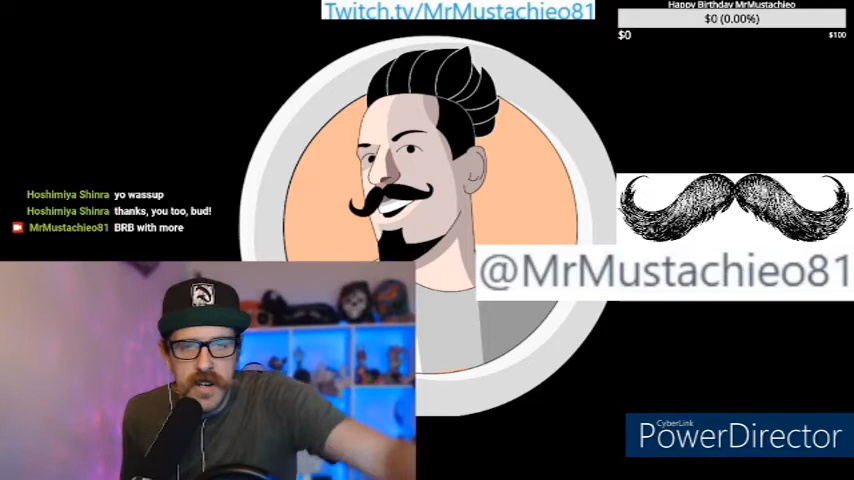 Twitch.tv/MrMustachieo81
Happy Birthday MrMustachieo
$0 (0.00%)
$0
$100
Hoshimiya Shinra yo wassup
Hoshimiya Shinra thanks, you too, bud!
MrMustachieo81 BRB with more
@MrMustachieo81
CyberLink
PowerDirector